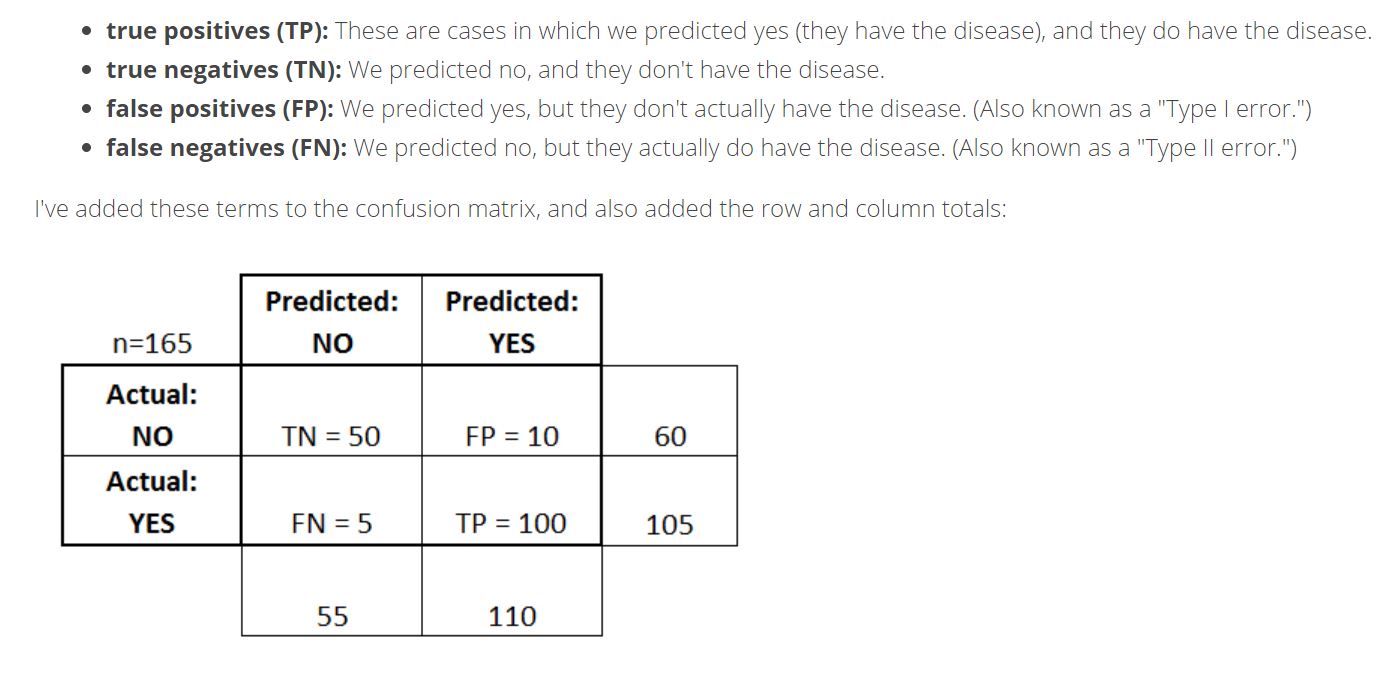 • true positives (TP): These are cases in which we predicted yes (they have the disease), and they do have the disease.
• true negatives (TN): We predicted no, and they don't have the disease.
• false positives (FP): We predicted yes, but they don't actually have the disease. (Also known as a "Type I error.")
• false negatives (FN): We predicted no, but they actually do have the disease. (Also known as a "Type II error.")
I've added these terms to the confusion matrix, and also added the row and column totals:
Predicted: Predicted:
n=165 NO YES
Actual:
NO TN = 50 FP = 10 60
Actual:
YES FN = 5 TP = 100 105
55 110